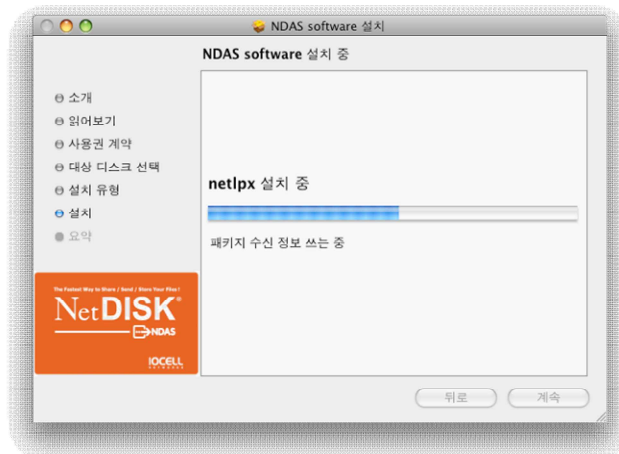 NDAS software 설치
NDAS software 설치 중
소개
읽어보기
사용권 계약
대상 디스크 선택
설치 유형
설치
요약
netlpx 설치 중
패키지 수신 정보 쓰는 중
The Fastest Way to Share / Send / Store Your Files !
NetDISK
NDAS
IOCELL
NETWORKS
뒤로
계속